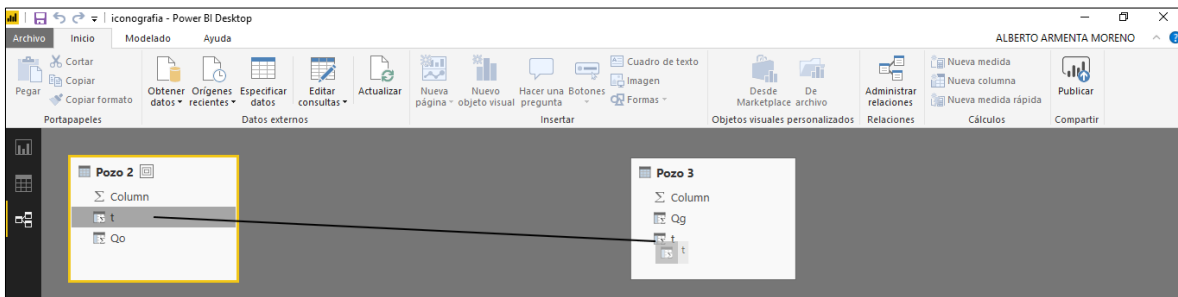 iconografia - Power BI Desktop
Archivo Inicio Modelado Ayuda ALBERTO ARMENTA MORENO
Pegar
Cortar
Copiar
Copiar formato
Portapapeles
Obtener datos
Orígenes recientes
Especificar datos
Editar consultas
Datos externos
Actualizar
Nueva página
Nuevo objeto visual
Hacer una pregunta
Botones
Cuadro de texto
Imagen
Formas
Insertar
Desde Marketplace
De archivo
Objetos visuales personalizados
Administrar relaciones
Relaciones
Nueva medida
Nueva columna
Nueva medida rápida
Cálculos
Publicar
Compartir
Pozo 2
Σ Column
t
Qo
Pozo 3
Σ Column
Qg
t
t